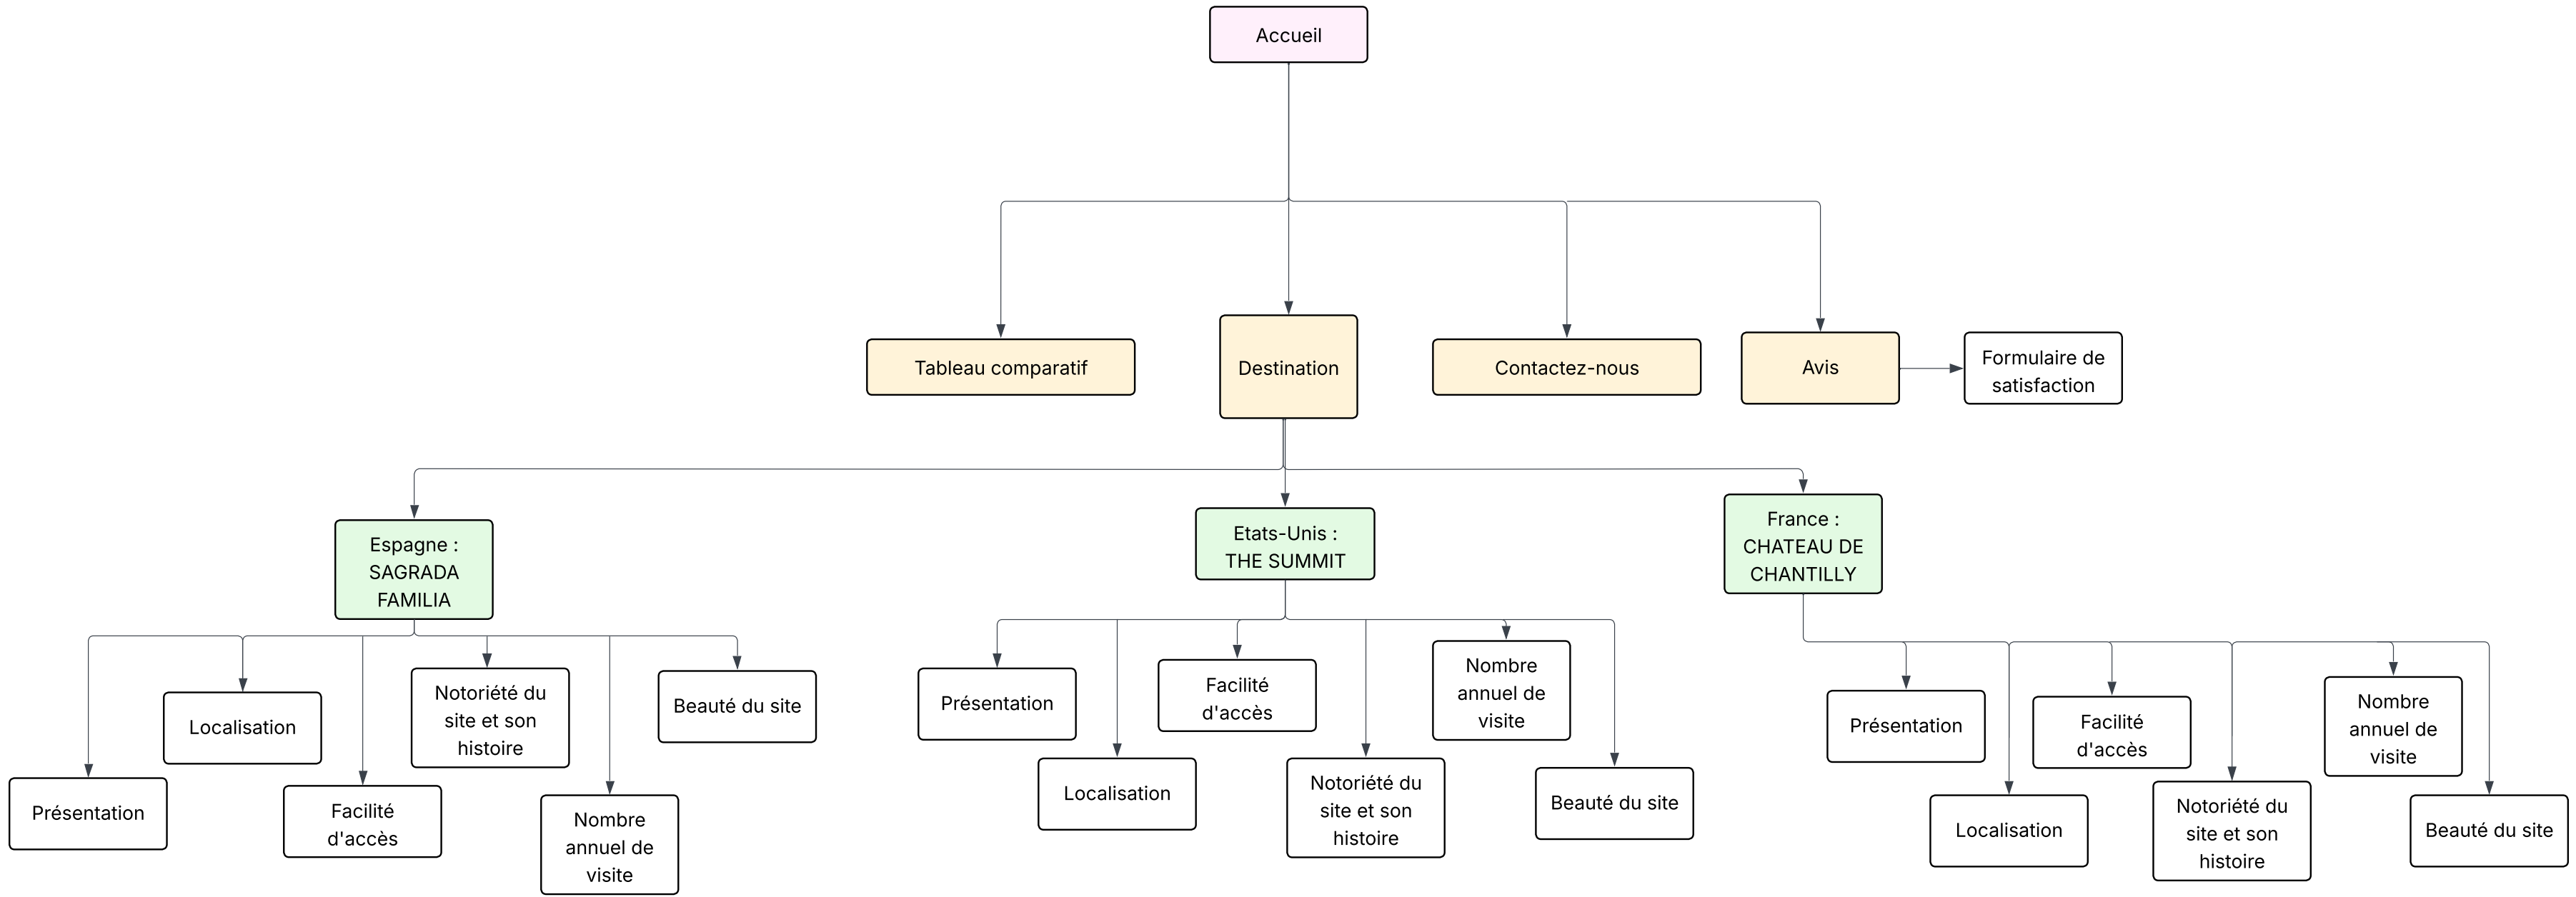 Accueil
Tableau comparatif
Destination
Contactez-nous
Avis
Formulaire de
satisfaction
Espagne :
SAGRADA
FAMILIA
Etats-Unis :
THE SUMMIT
France :
CHATEAU DE
CHANTILLY
Présentation
Localisation
Facilité
d'accès
Notoriété du
site et son
histoire
Nombre
annuel de
visite
Beauté du site
Présentation
Localisation
Facilité
d'accès
Notoriété du
site et son
histoire
Nombre
annuel de
visite
Beauté du site
Présentation
Localisation
Facilité
d'accès
Notoriété du
site et son
histoire
Nombre
annuel de
visite
Beauté du site